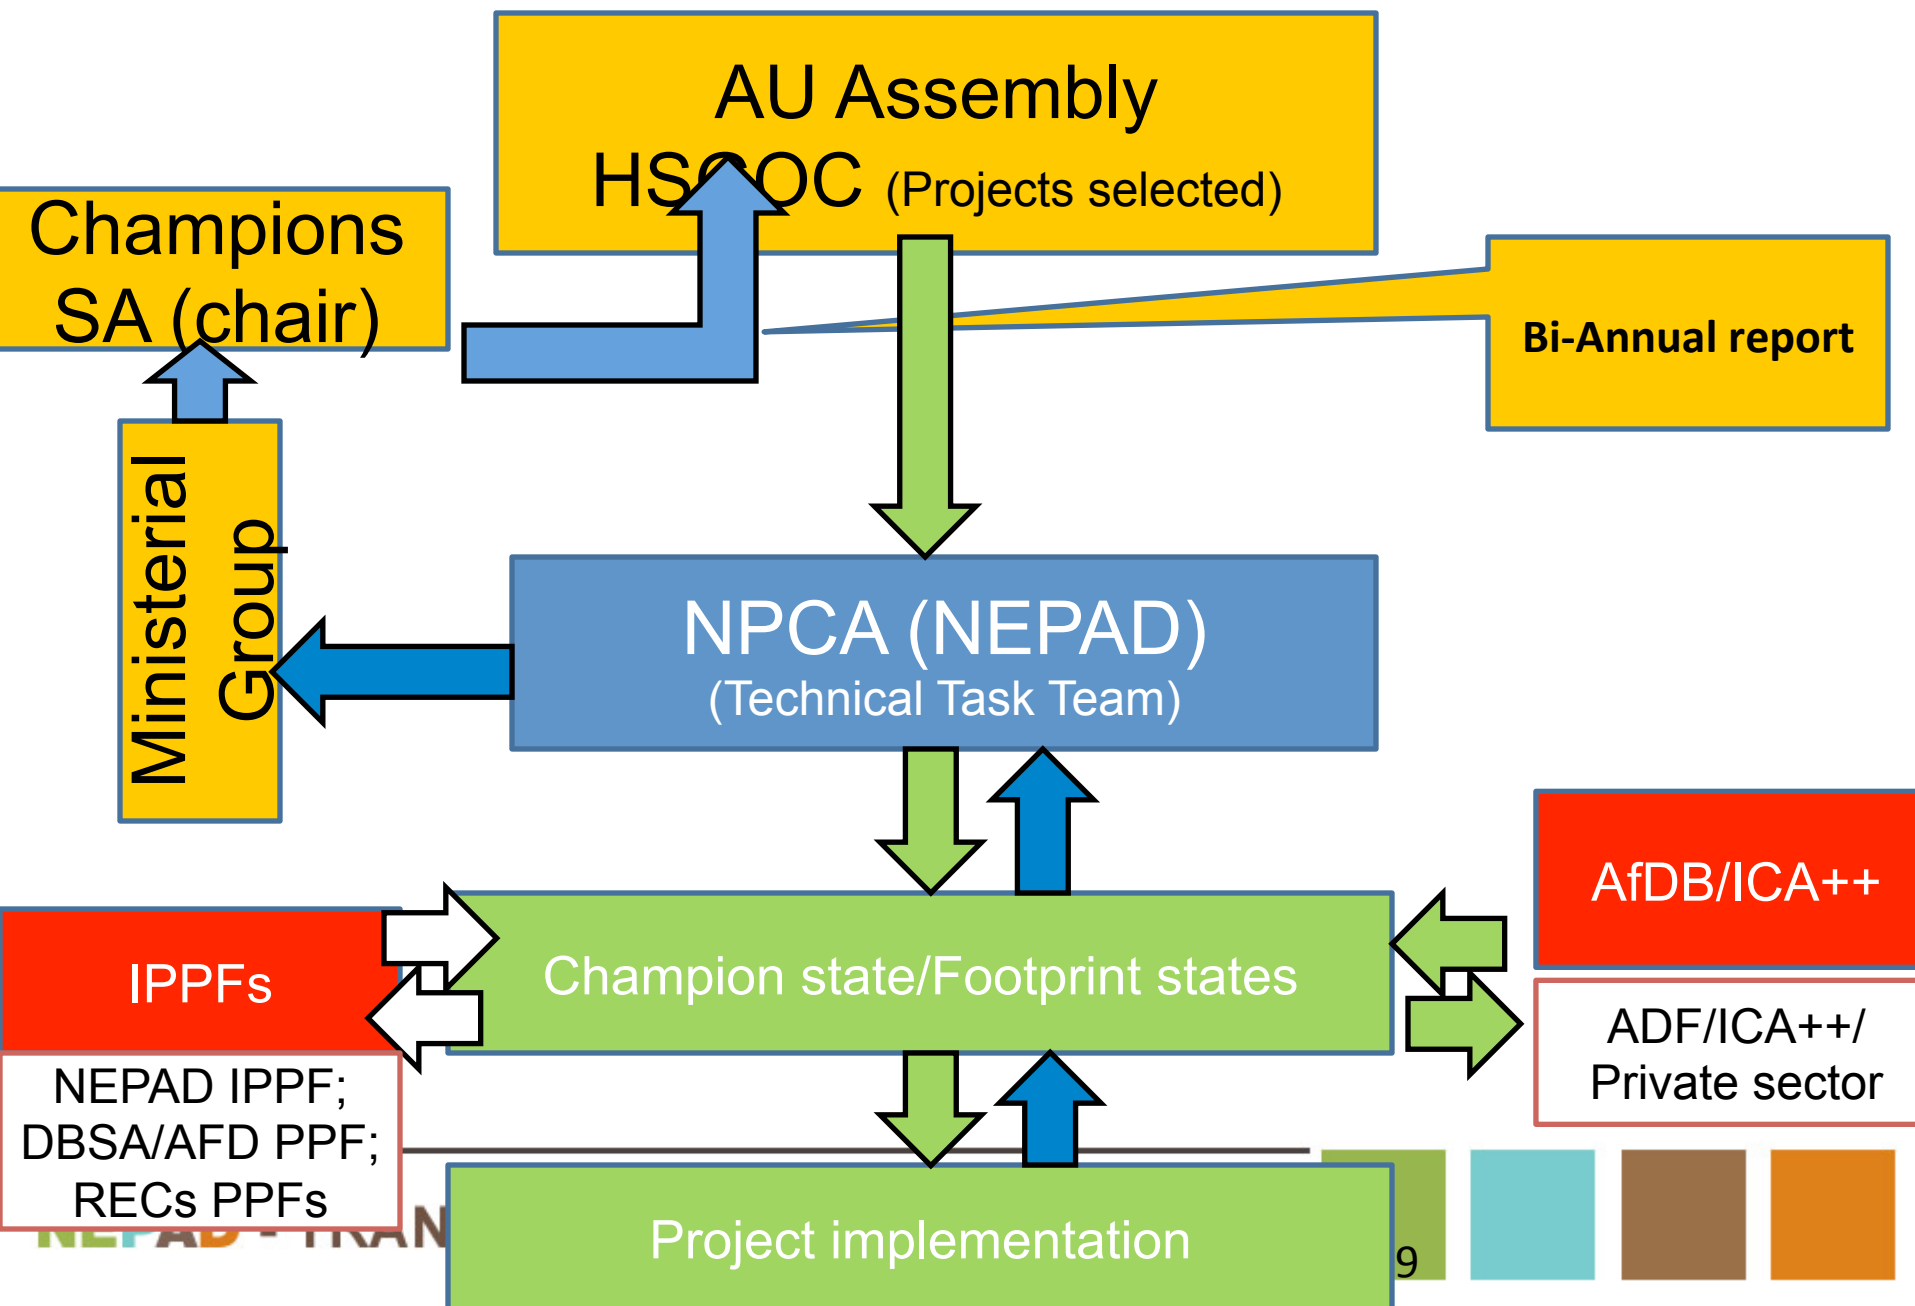 AU Assembly
HSGOC (Projects selected)
Champions
SA (chair)
Bi-Annual report
Ministerial
Group
NPCA (NEPAD)
(Technical Task Team)
AfDB/ICA++
IPPFs
Champion state/Footprint states
ADF/ICA++/
Private sector
NEPAD IPPF;
DBSA/AFD PPF;
RECs PPFs
NEPAD - TRAN
Project implementation
9